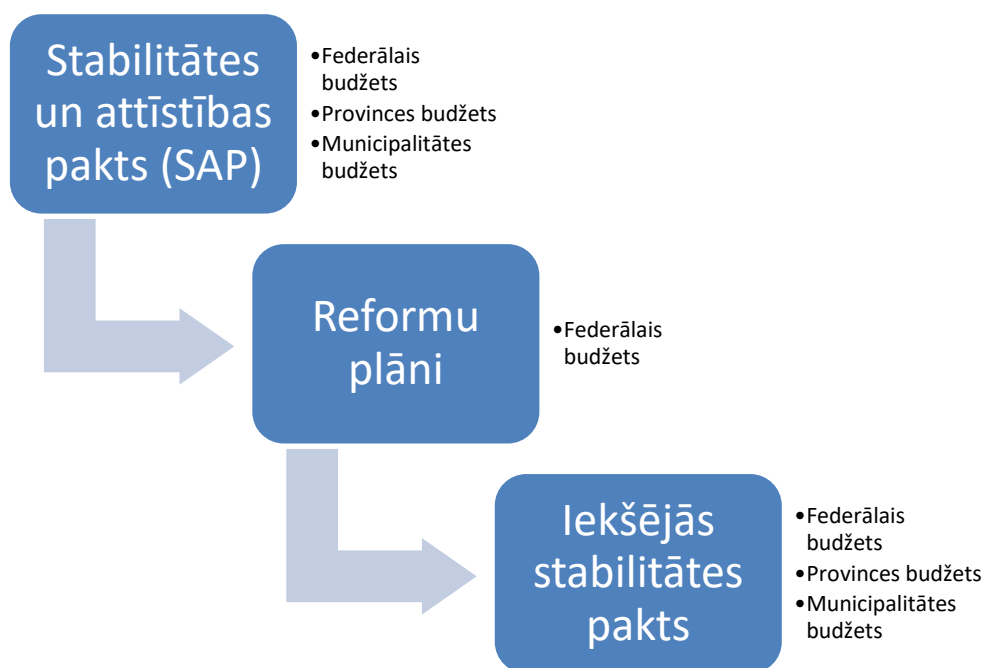 Stabilitātes
un attīstības
pakts (SAP)
•Federālais
budžets
•Provinces budžets
•Municipalitātes
budžets
Reformu
plāni
•Federālais
budžets
Iekšējās
stabilitātes
pakts
•Federālais
budžets
•Provinces budžets
•Municipalitātes
budžets